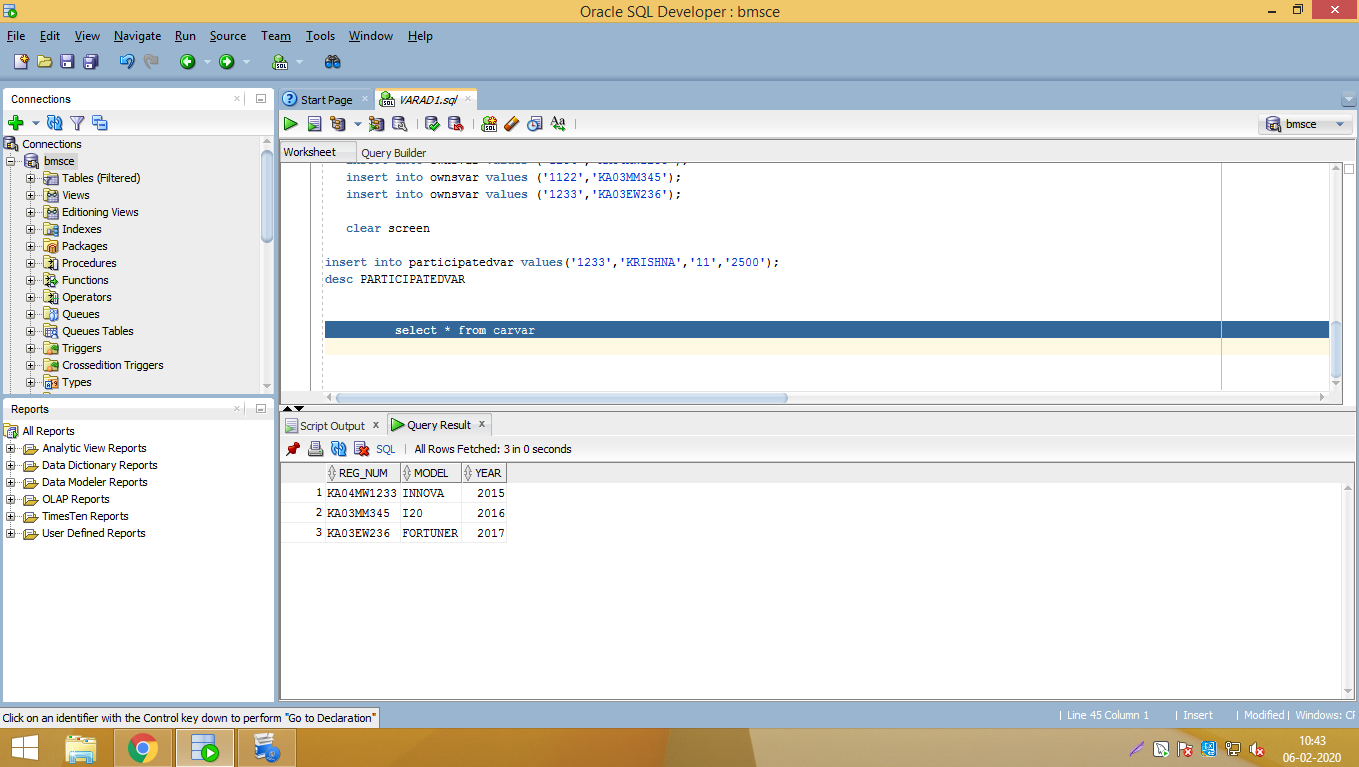 Oracle SQL Developer : bmsce
File Edit View Navigate Run Source Team Tools Window Help
Connections
Connections
bmsce
Tables (Filtered)
Views
Editioning Views
Indexes
Packages
Procedures
Functions
Operators
Queues
Queues Tables
Triggers
Crossedition Triggers
Types
Reports
All Reports
Analytic View Reports
Data Dictionary Reports
Data Modeler Reports
OLAP Reports
TimesTen Reports
User Defined Reports
Start Page VARAD1.sql
bmsce
Worksheet Query Builder
insert into ownsvar values ('1122','KA03MM345');
insert into ownsvar values ('1233','KA03EW236');
clear screen
insert into participatedvar values('1233','KRISHNA','11','2500');
desc PARTICIPATEDVAR
select * from carvar
Script Output x Query Result x
SQL | All Rows Fetched: 3 in 0 seconds
REG_NUM MODEL YEAR
1 KA04MW1233 INNOVA 2015
2 KA03MM345 I20 2016
3 KA03EW236 FORTUNER 2017
Click on an identifier with the Control key down to perform "Go to Declaration"
| Line 45 Column 1 | Insert | Modified | Windows: CF
10:43
06-02-2020